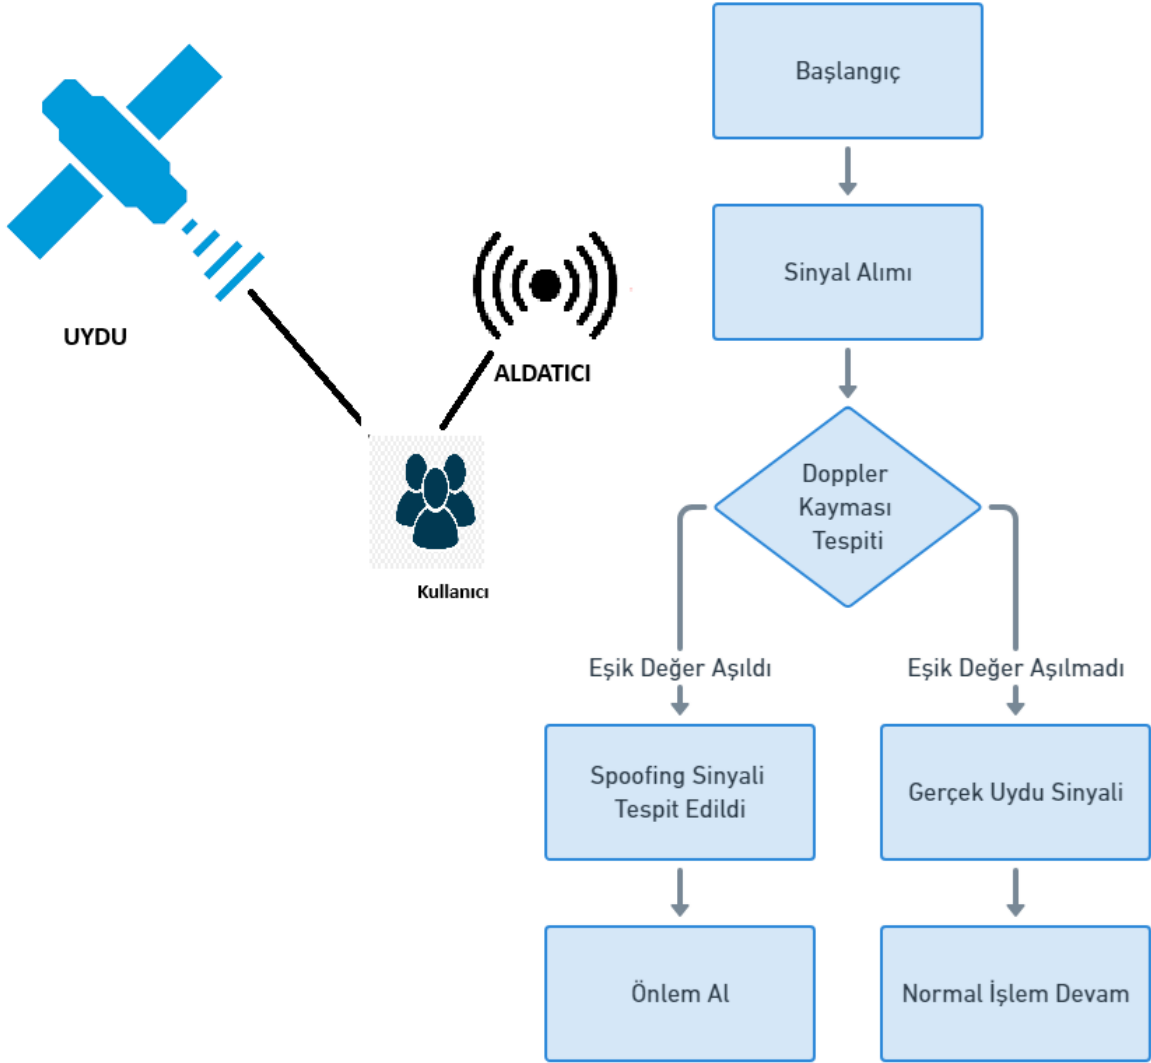 UYDU
ALDATICI
Kullanıcı
Başlangıç
Sinyal Alımı
Doppler
Kayması
Tespiti
Eşik Değer Aşıldı
Eşik Değer Aşılmadı
Spoofing Sinyali
Tespit Edildi
Gerçek Uydu Sinyali
Önlem Al
Normal İşlem Devam